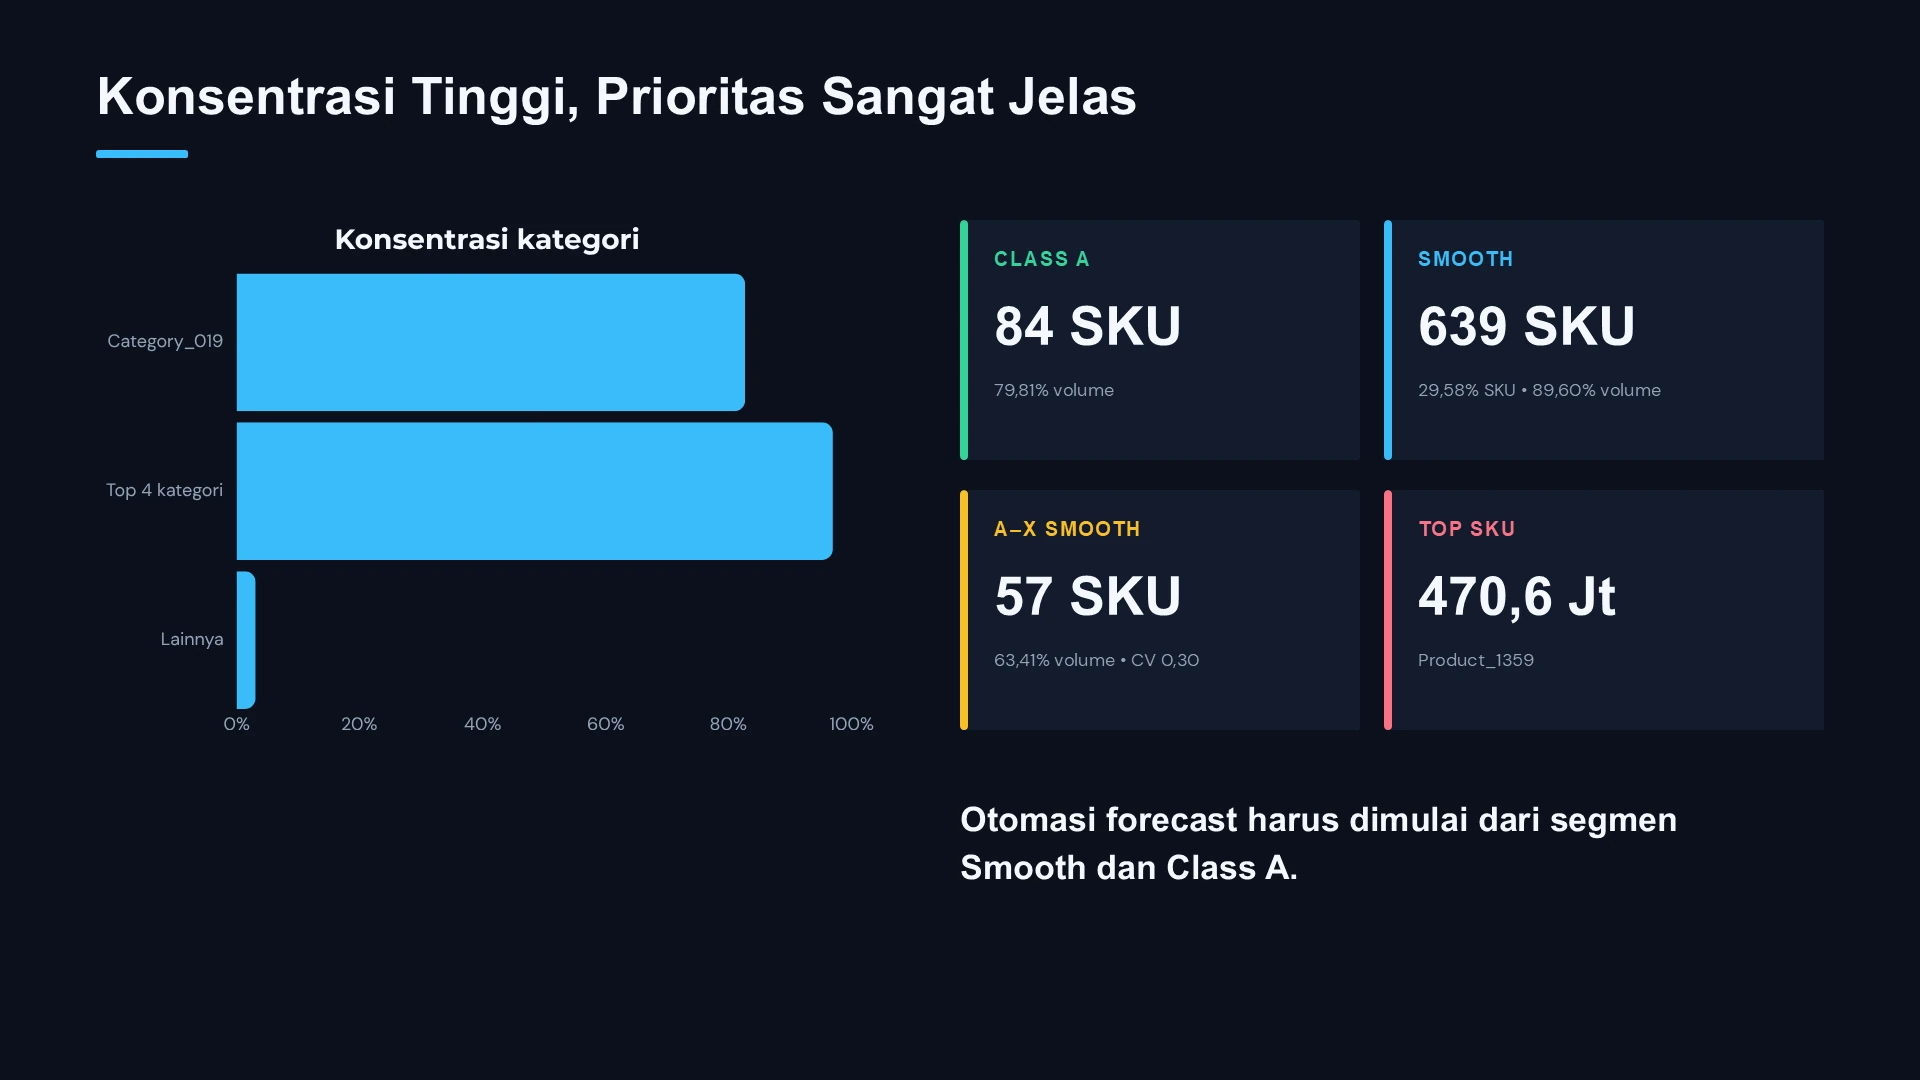 Konsentrasi Tinggi, Prioritas Sangat Jelas
Konsentrasi kategori
Category_019
Top 4 kategori
Lainnya
0% 20% 40% 60% 80% 100%
CLASS A
84 SKU
79,81% volume
SMOOTH
639 SKU
29,58% SKU • 89,60% volume
A–X SMOOTH
57 SKU
63,41% volume • CV 0,30
TOP SKU
470,6 Jt
Product_1359
Otomasi forecast harus dimulai dari segmen
Smooth dan Class A.